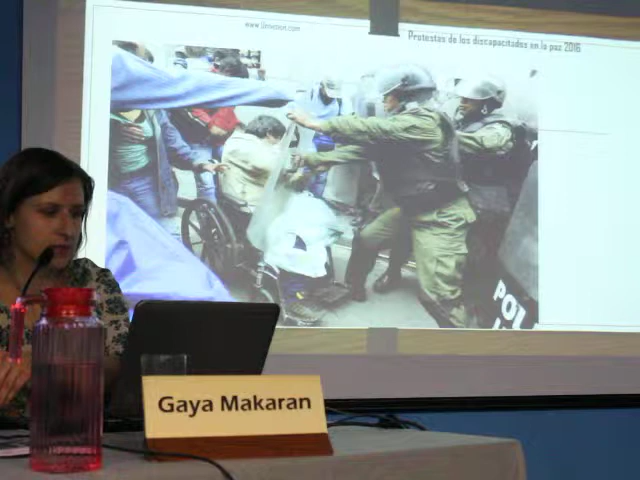 www.Univision.com
Protestas de los discapacitados en la paz 2016
POL
Gaya Makaran